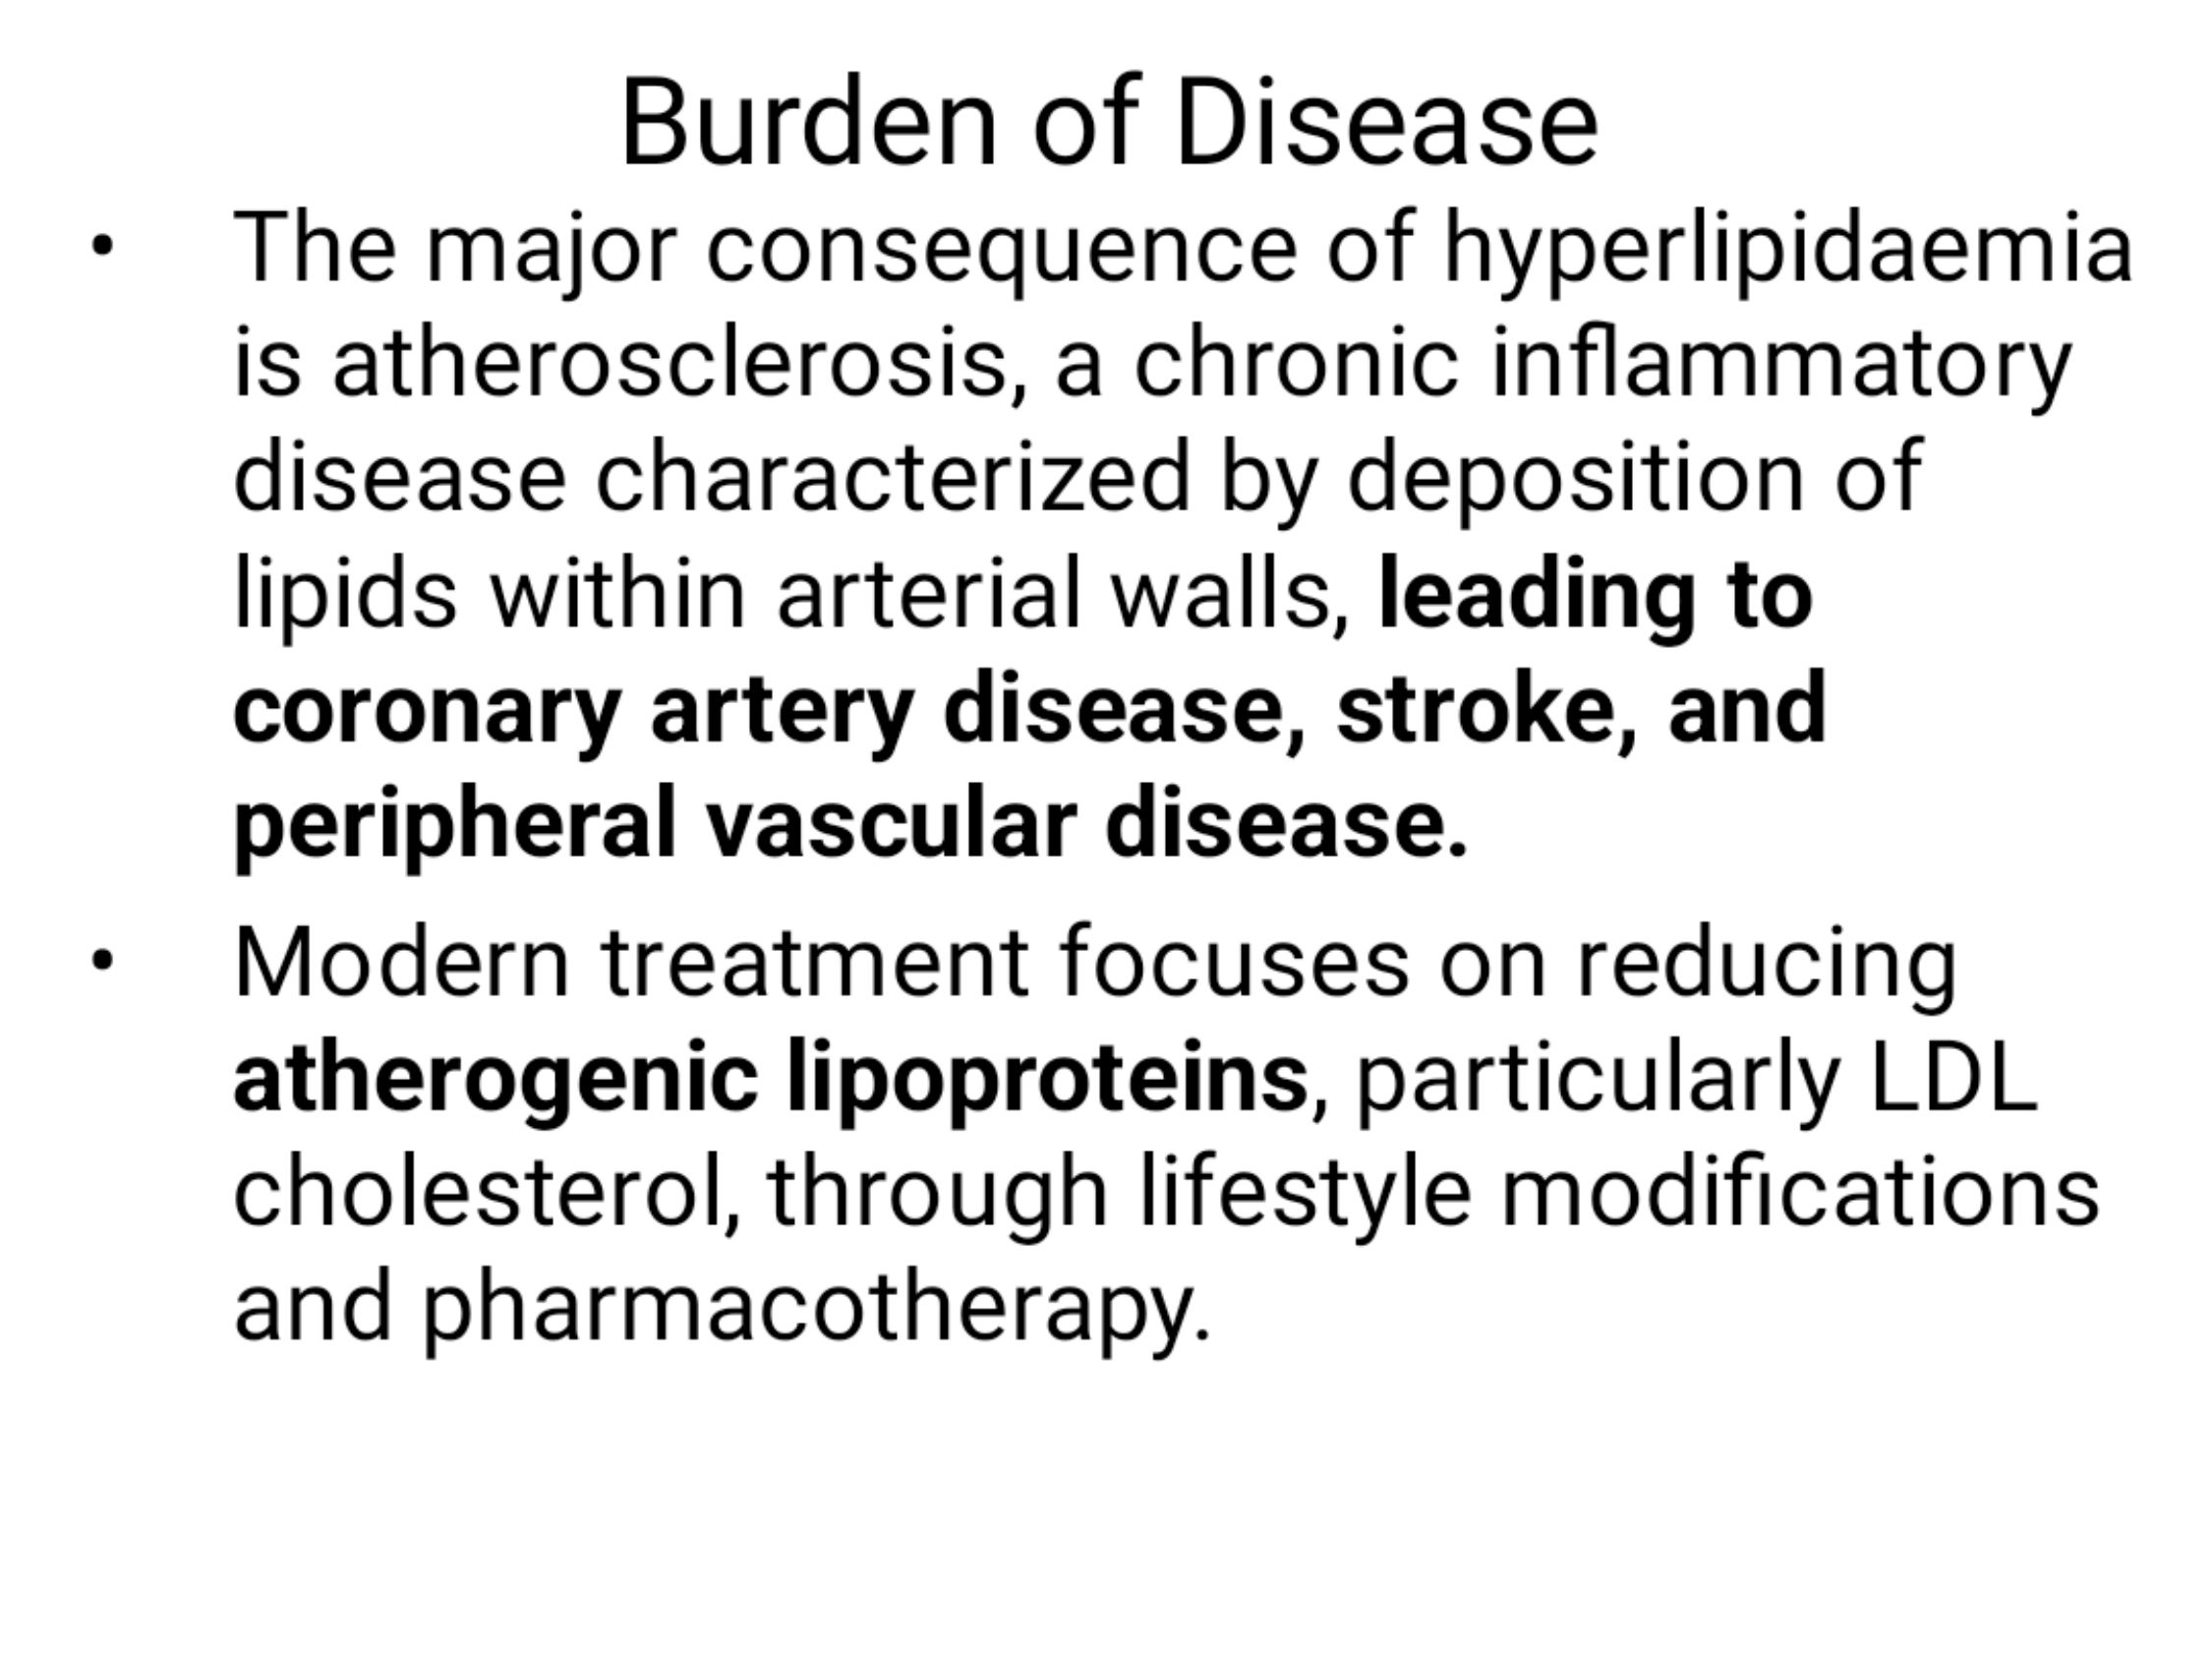 Burden of Disease
• The major consequence of hyperlipidaemia
is atherosclerosis, a chronic inflammatory
disease characterized by deposition of
lipids within arterial walls, leading to
coronary artery disease, stroke, and
peripheral vascular disease.
• Modern treatment focuses on reducing
atherogenic lipoproteins, particularly LDL
cholesterol, through lifestyle modifications
and pharmacotherapy.